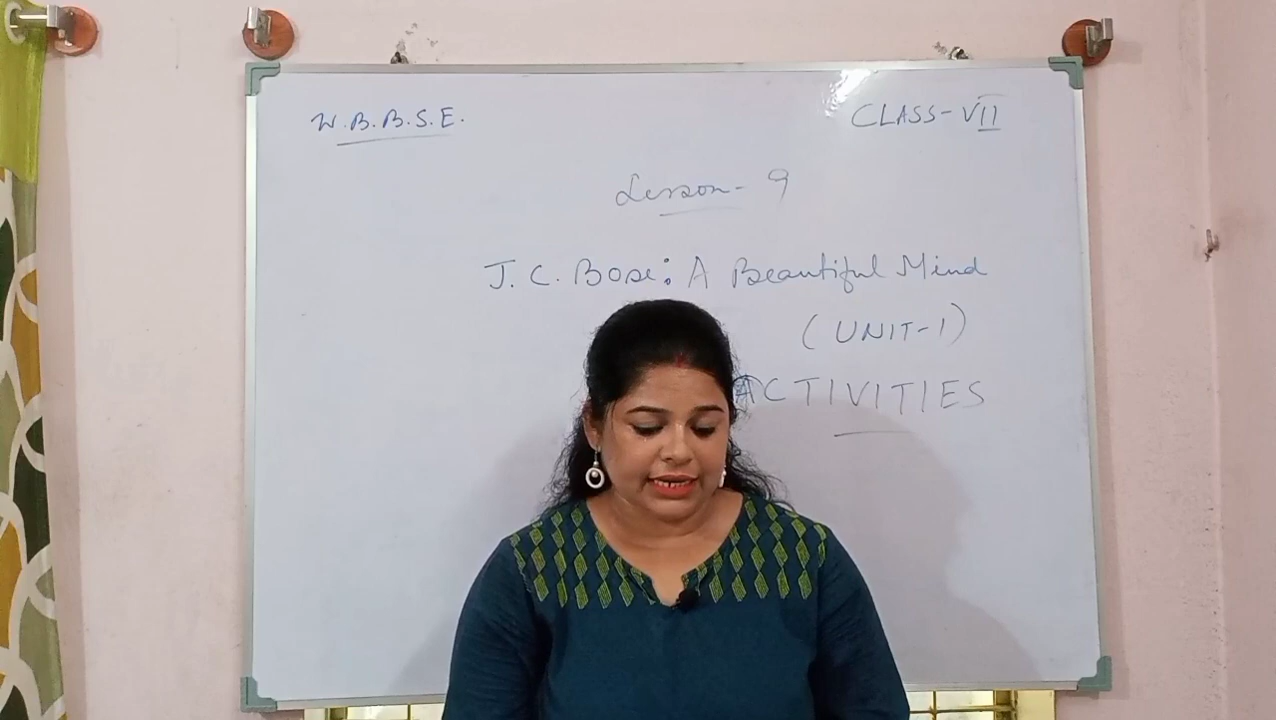 W.B.B.S.E.
CLASS-VII
Lesson- 9
J. C. Bose: A Beautiful Mind
(UNIT-1)
ACTIVITIES